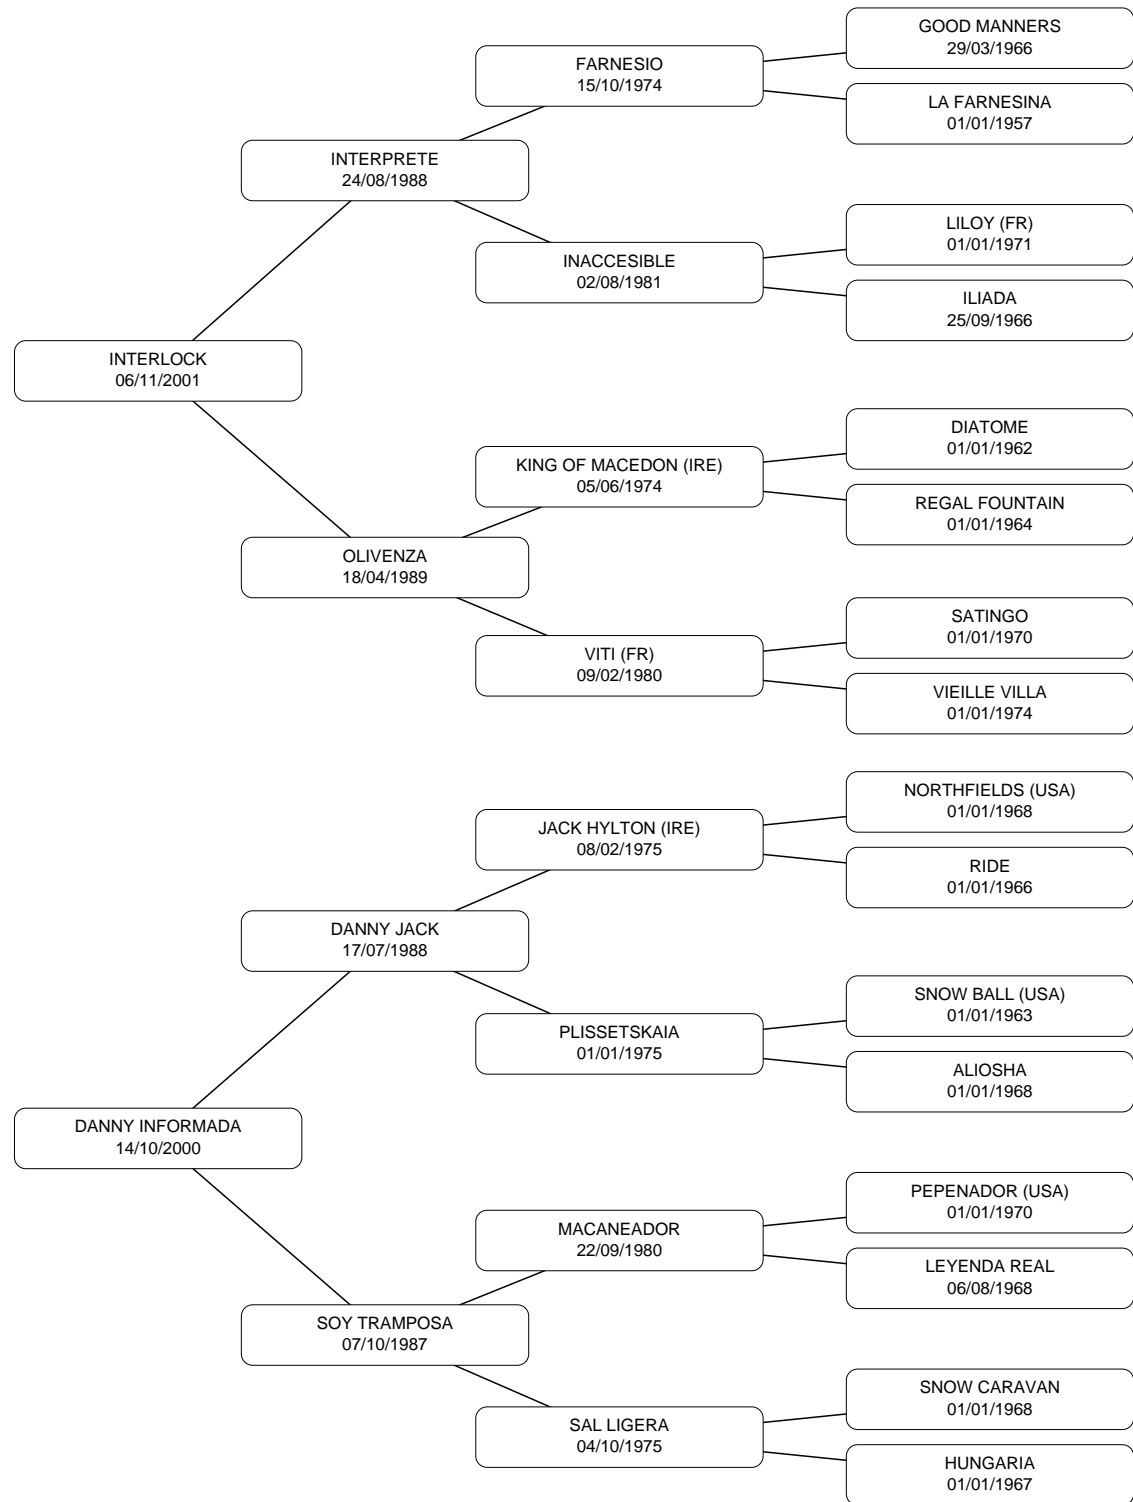 GOOD MANNERS
29/03/1966
FARNESIO
15/10/1974
LA FARNESINA
01/01/1957
INTERPRETE
24/08/1988
LILOY (FR)
01/01/1971
INACCESIBLE
02/08/1981
ILIADA
25/09/1966
INTERLOCK
06/11/2001
DIATOME
01/01/1962
KING OF MACEDON (IRE)
05/06/1974
REGAL FOUNTAIN
01/01/1964
OLIVENZA
18/04/1989
SATINGO
01/01/1970
VITI (FR)
09/02/1980
VIEILLE VILLA
01/01/1974
NORTHFIELDS (USA)
01/01/1968
JACK HYLTON (IRE)
08/02/1975
RIDE
01/01/1966
DANNY JACK
17/07/1988
SNOW BALL (USA)
01/01/1963
PLISSETSKAIA
01/01/1975
ALIOSHA
01/01/1968
DANNY INFORMADA
14/10/2000
PEPENADOR (USA)
01/01/1970
MACANEADOR
22/09/1980
LEYENDA REAL
06/08/1968
SOY TRAMPOSA
07/10/1987
SNOW CARAVAN
01/01/1968
SAL LIGERA
04/10/1975
HUNGARIA
01/01/1967